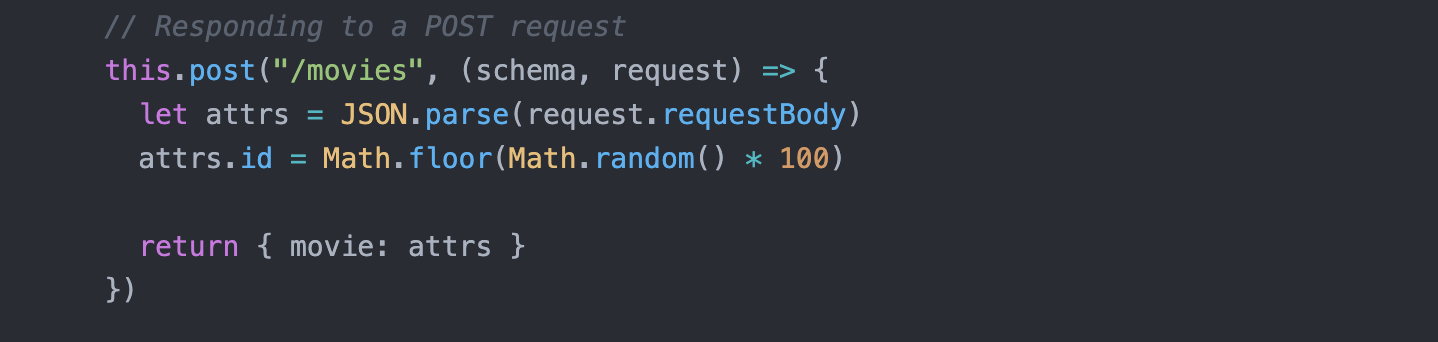 // Responding to a POST request
this.post("/movies", (schema, request) => {
  let attrs = JSON.parse(request.requestBody)
  attrs.id = Math.floor(Math.random() * 100)

  return { movie: attrs }
})